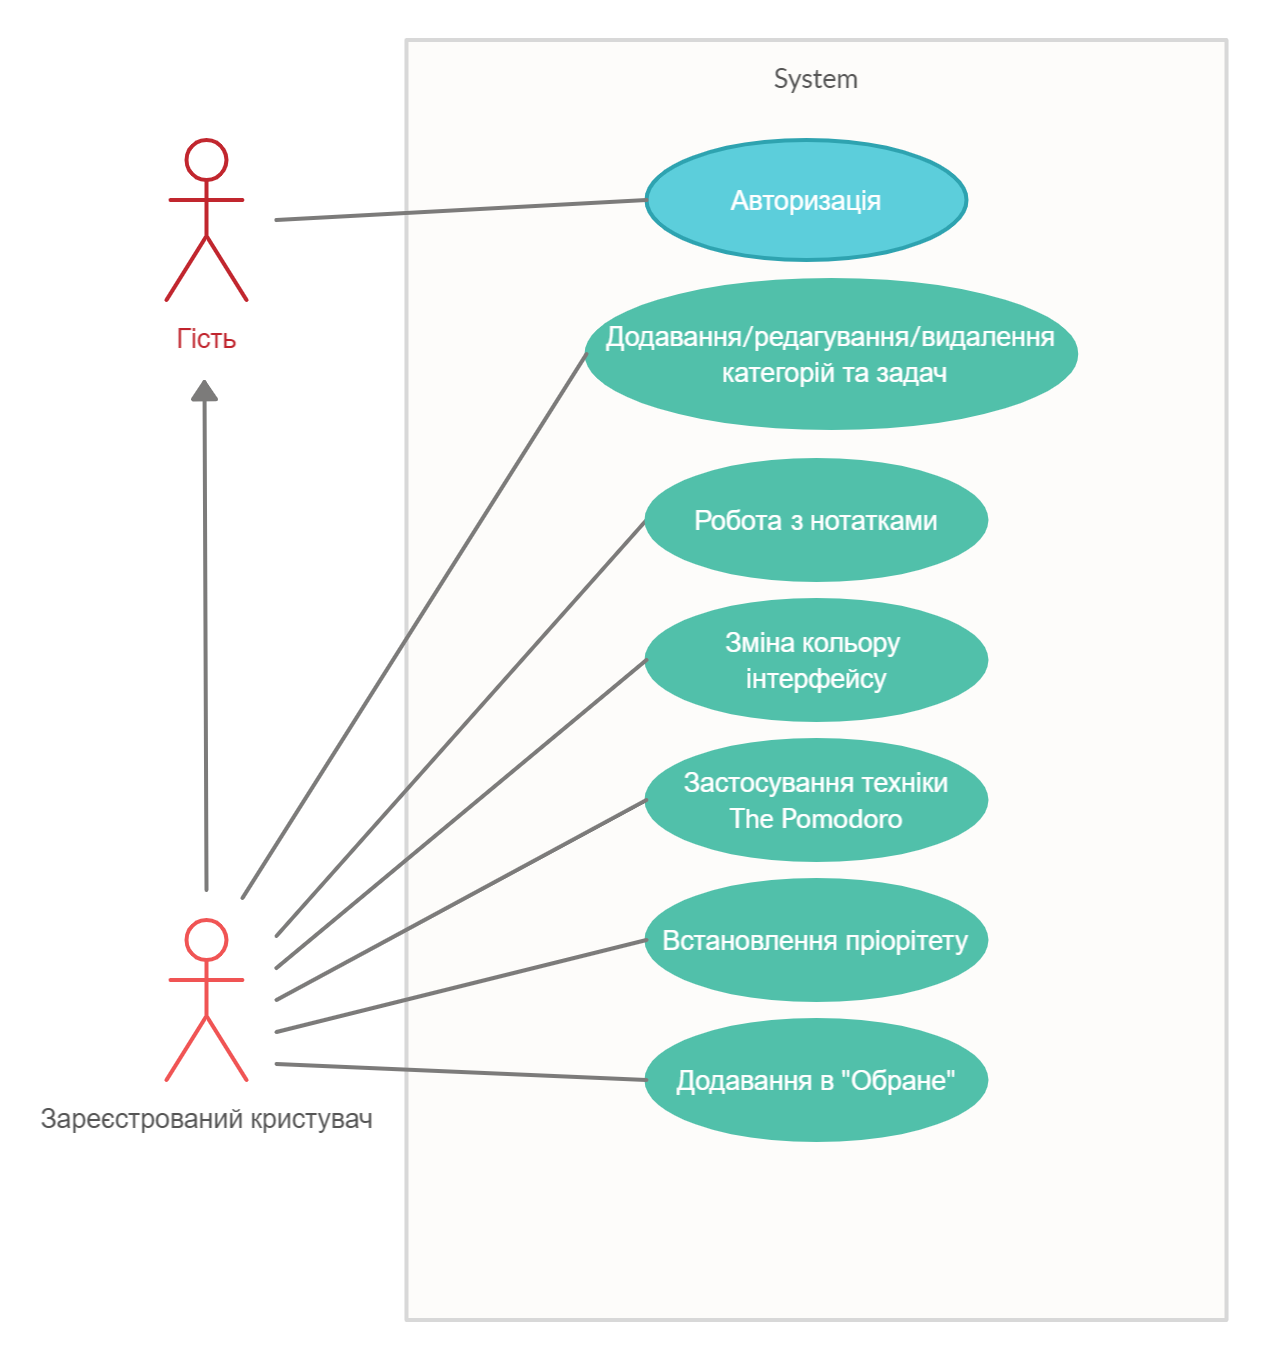 System
Авторизація
Гість
Додавання/редагування/видалення
категорій та задач
Робота з нотатками
Зміна кольору
інтерфейсу
Застосування техніки
The Pomodoro
Встановлення пріорітету
Додавання в "Обране"
Зареєстрований кристувач